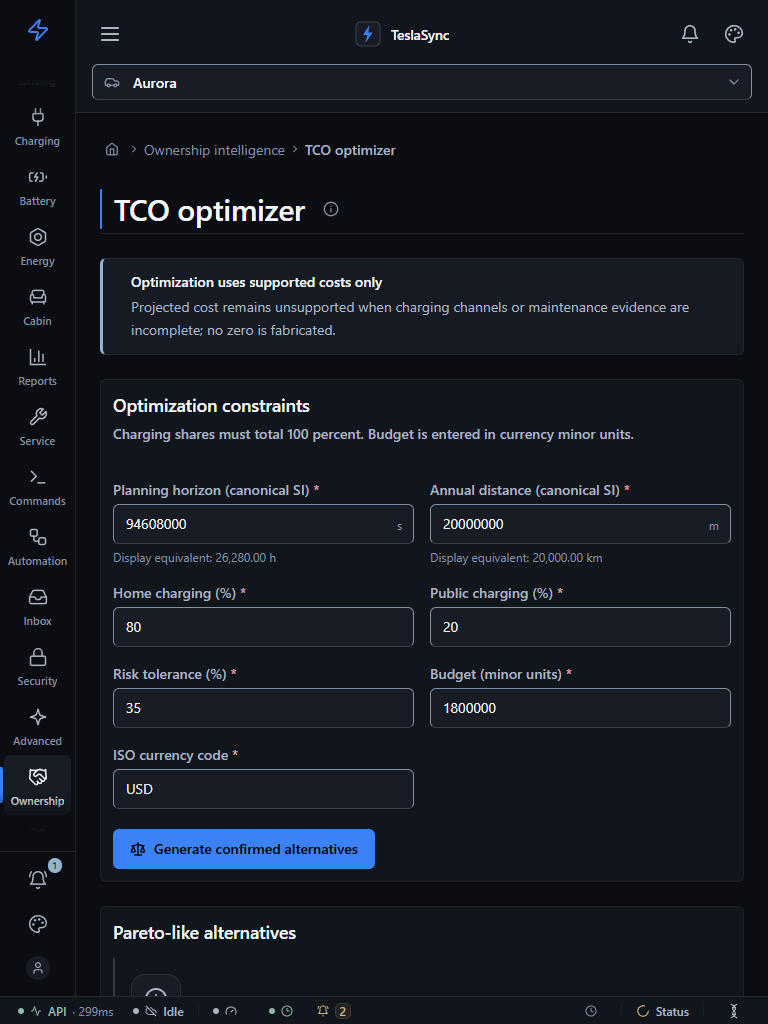 TeslaSync
Aurora
Charging
Battery
Energy
Cabin
Reports
Service
Commands
Automation
Inbox
Security
Advanced
Ownership
1
Ownership intelligence
TCO optimizer
TCO optimizer
Optimization uses supported costs only
Projected cost remains unsupported when charging channels or maintenance evidence are
incomplete; no zero is fabricated.
Optimization constraints
Charging shares must total 100 percent. Budget is entered in currency minor units.
Planning horizon (canonical SI) *
94608000 s
Display equivalent: 26,280.00 h
Annual distance (canonical SI) *
20000000 m
Display equivalent: 20,000.00 km
Home charging (%) *
80
Public charging (%) *
20
Risk tolerance (%) *
35
Budget (minor units) *
1800000
ISO currency code *
USD
Generate confirmed alternatives
Pareto-like alternatives
API · 299ms
Idle
2
Status